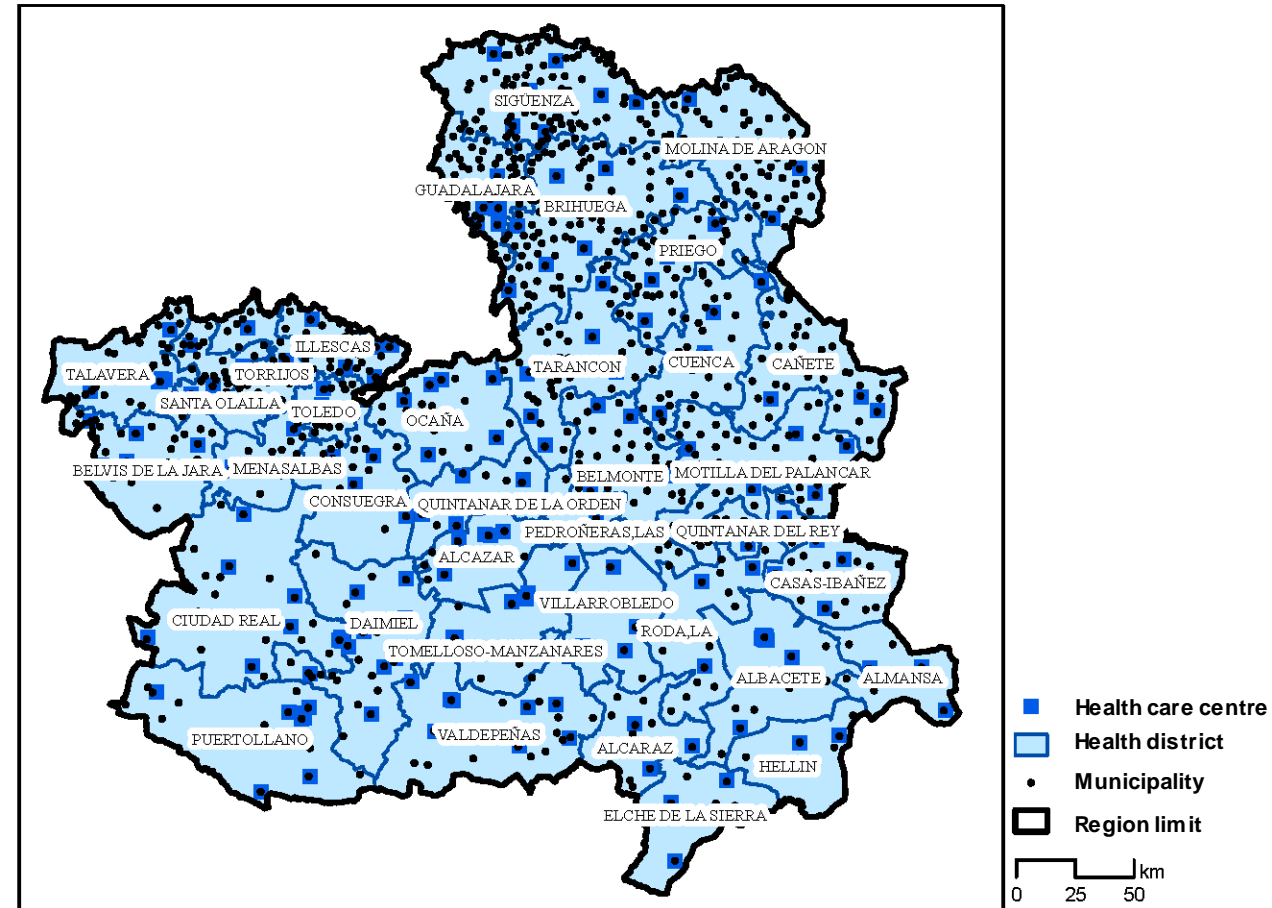 SIGÜENZA
MOLINA DE ARAGON
GUADALAJARA
BRIHUEGA
PRIEGO
ILLESCAS
TALAVERA
TORRIJOS
TARANCON
CUENCA
CAÑETE
SANTA OLALLA
TOLEDO
OCAÑA
BELVIS DE LA JARA
MENASALBAS
BELMONTE
MOTILLA DEL PALANCAR
CONSUEGRA
QUINTANAR DE LA ORDEN
PEDROÑERAS,LAS
QUINTANAR DEL REY
ALCAZAR
CASAS-IBAÑEZ
VILLARROBLEDO
CIUDAD REAL
DAIMIEL
RODA,LA
TOMELLOSO-MANZANARES
ALBACETE
ALMANSA
PUERTOLLANO
VALDEPEÑAS
ALCARAZ
HELLIN
ELCHE DE LA SIERRA
Health care centre
Health district
Municipality
Region limit
km
0 25 50